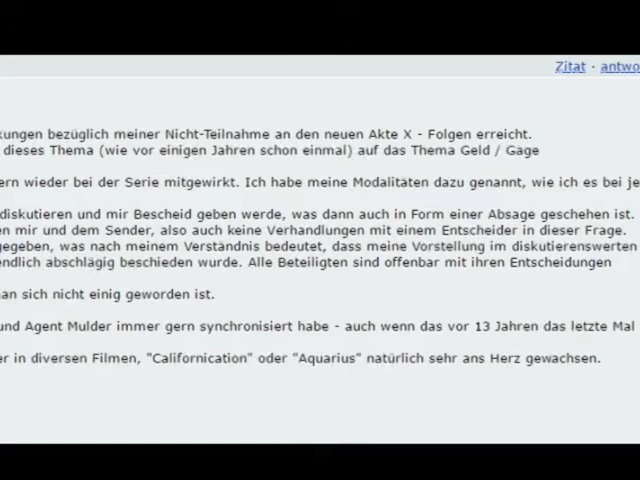 Zitat · antwo
kungen bezüglich meiner Nicht-Teilnahme an den neuen Akte X - Folgen erreicht.
dieses Thema (wie vor einigen Jahren schon einmal) auf das Thema Geld / Gage
ern wieder bei der Serie mitgewirkt. Ich habe meine Modalitäten dazu genannt, wie ich es bei je
diskutieren und mir Bescheid geben werde, was dann auch in Form einer Absage geschehen ist.
en mir und dem Sender, also auch keine Verhandlungen mit einem Entscheider in dieser Frage.
gegeben, was nach meinem Verständnis bedeutet, dass meine Vorstellung im diskutierenswerten
endlich abschlägig beschieden wurde. Alle Beteiligten sind offenbar mit ihren Entscheidungen
an sich nicht einig geworden ist.
und Agent Mulder immer gern synchronisiert habe - auch wenn das vor 13 Jahren das letzte Mal
er in diversen Filmen, "Californication" oder "Aquarius" natürlich sehr ans Herz gewachsen.